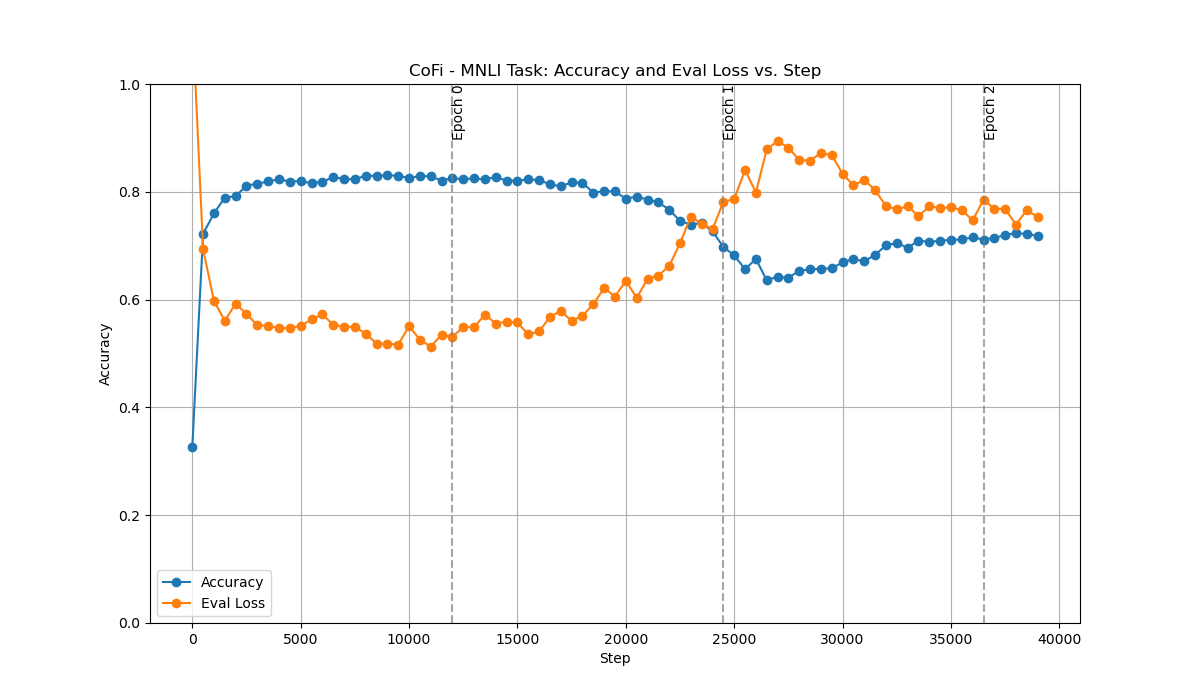 CoFi - MNLI Task: Accuracy and Eval Loss vs. Step
1.0
0.8
0.6
0.4
0.2
0.0
Accuracy
Epoch 0
Epoch 1
Epoch 2
Accuracy
Eval Loss
0
5000
10000
15000
20000
25000
30000
35000
40000
Step